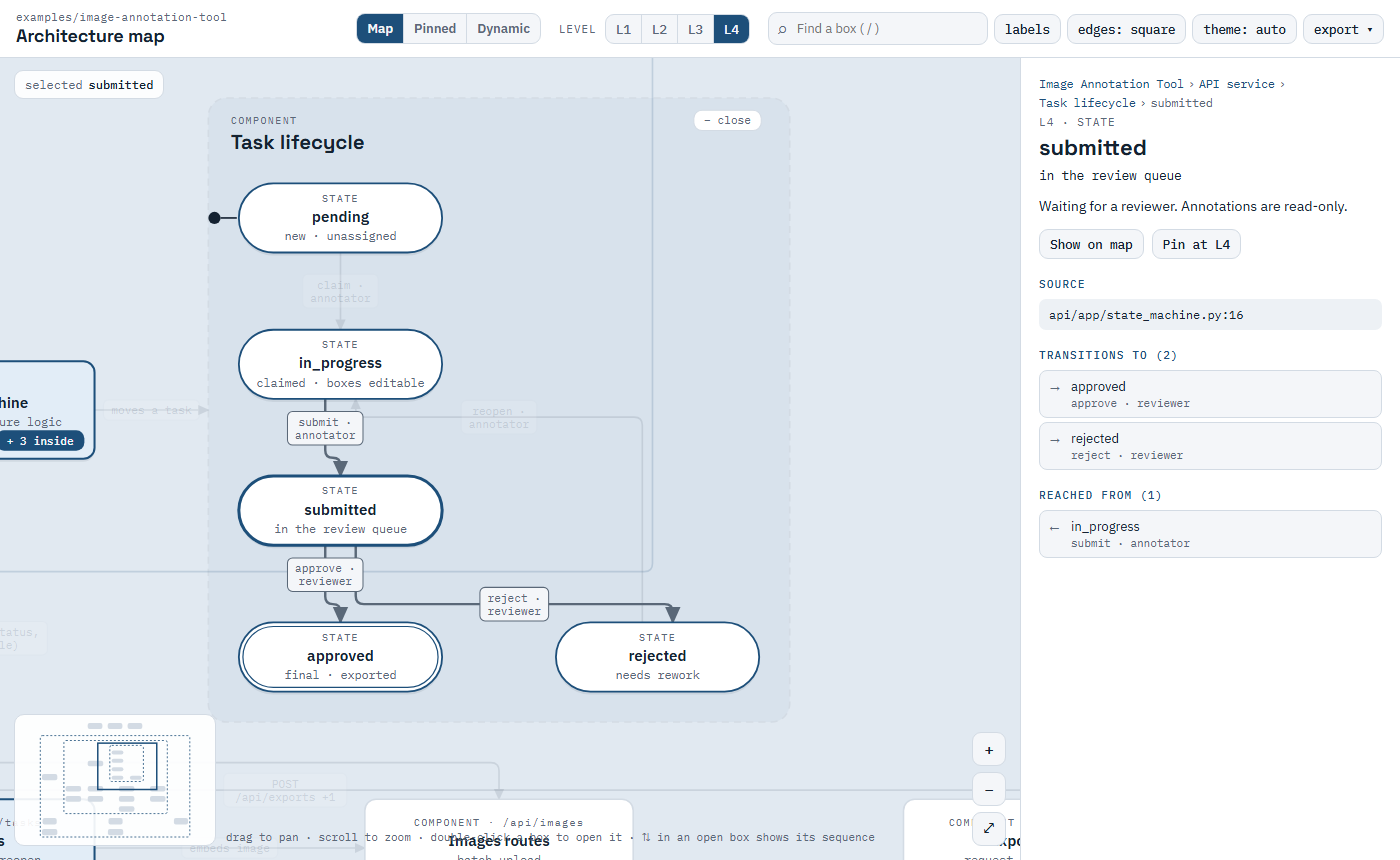 examples/image-annotation-tool
Architecture map
Map
Pinned
Dynamic
LEVEL
L1
L2
L3
L4
Find a box (/)
labels
edges: square
theme: auto
export ▾
selected submitted
COMPONENT
Task lifecycle
− close
STATE
pending
new · unassigned
claim ·
annotator
STATE
in_progress
claimed · boxes editable
hine
ure logic
+ 3 inside
moves a task
reopen ·
annotator
submit ·
annotator
STATE
submitted
in the review queue
approve ·
reviewer
reject ·
reviewer
STATE
approved
final · exported
STATE
rejected
needs rework
tatus,
le)
POST
/api/exports +1
COMPONENT · /api/images
Images routes
batch upload
embeds image
drag to pan · scroll to zoom · double-click a box to open it · ⇅ in an open box shows its sequence
+
−
⤢
Image Annotation Tool › API service ›
Task lifecycle › submitted
L4 · STATE
submitted
in the review queue
Waiting for a reviewer. Annotations are read-only.
Show on map
Pin at L4
SOURCE
api/app/state_machine.py:16
TRANSITIONS TO (2)
→ approved
approve · reviewer
→ rejected
reject · reviewer
REACHED FROM (1)
← in_progress
submit · annotator